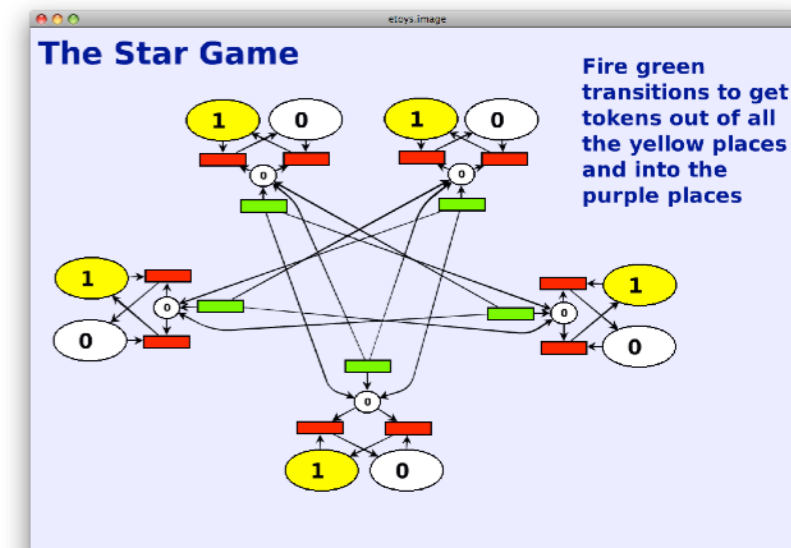 etoys.image
The Star Game
Fire green
transitions to get
tokens out of all
the yellow places
and into the
purple places
1 0 1 0
0 0
1 1
0 0
0 0
0
1 0